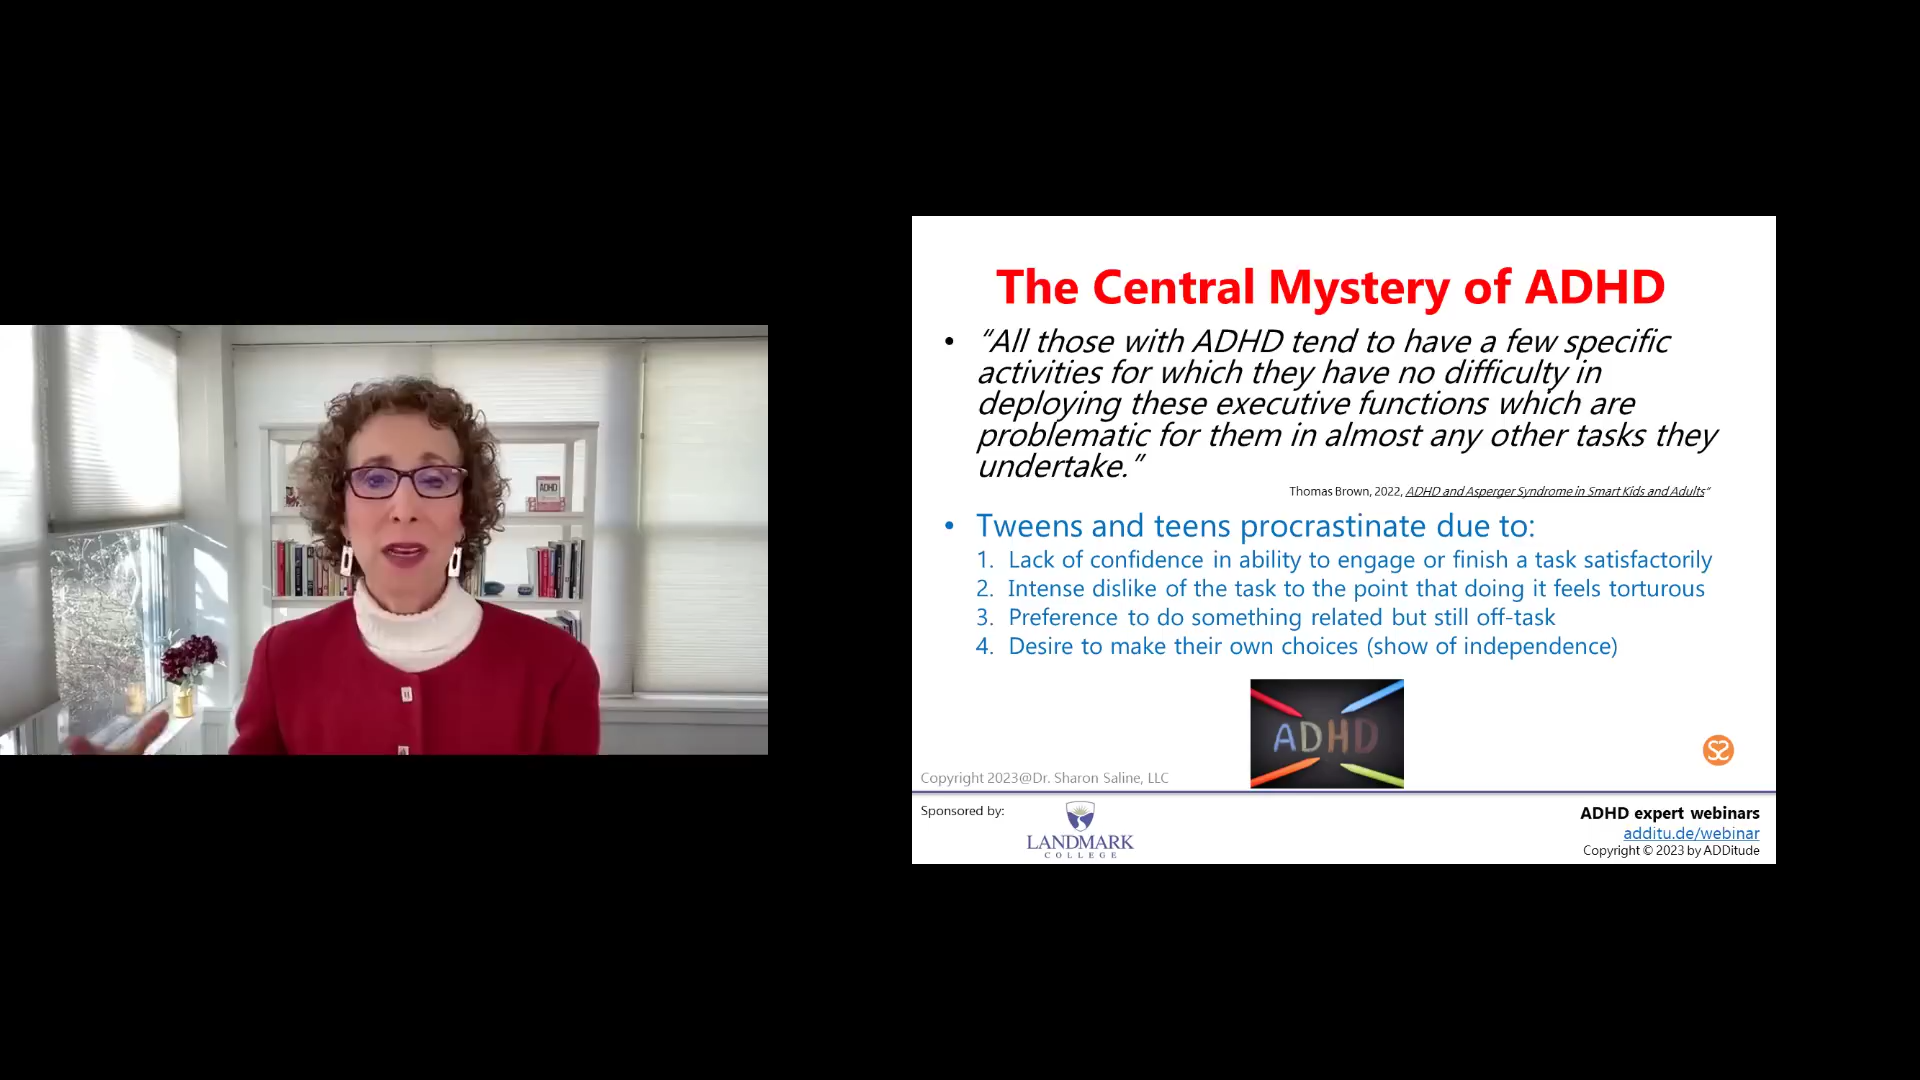 ADHD
The Central Mystery of ADHD
• “All those with ADHD tend to have a few specific
activities for which they have no difficulty in
deploying these executive functions which are
problematic for them in almost any other tasks they
undertake.”
Thomas Brown, 2022, ADHD and Asperger Syndrome in Smart Kids and Adults”
• Tweens and teens procrastinate due to:
1. Lack of confidence in ability to engage or finish a task satisfactorily
2. Intense dislike of the task to the point that doing it feels torturous
3. Preference to do something related but still off-task
4. Desire to make their own choices (show of independence)
ADHD
Copyright 2023@Dr. Sharon Saline, LLC
Sponsored by:
LANDMARK
COLLEGE
ADHD expert webinars
additu.de/webinar
Copyright © 2023 by ADDitude